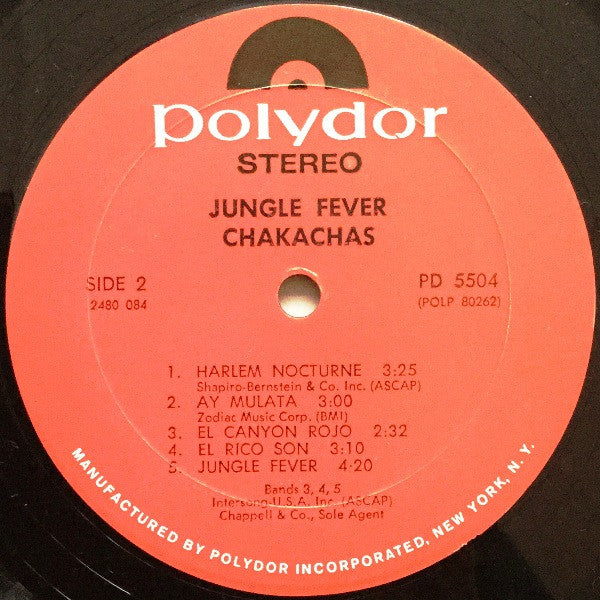 polydor
STEREO
JUNGLE FEVER
CHAKACHAS
SIDE 2
2480 084
PD 5504
(POLP 80262)
1. HARLEM NOCTURNE 3:25
Shapiro-Bernstein & Co. Inc. (ASCAP)
2. AY MULATA 3:00
Zodiac Music Corp. (BMI)
3. EL CANYON ROJO 2:32
4. EL RICO SON 3:10
5. JUNGLE FEVER 4:20
Bands 3, 4, 5
Intersong-U.S.A. Inc. (ASCAP)
Chappell & Co., Sole Agent
MANUFACTURED BY POLYDOR INCORPORATED, NEW YORK, N. Y.